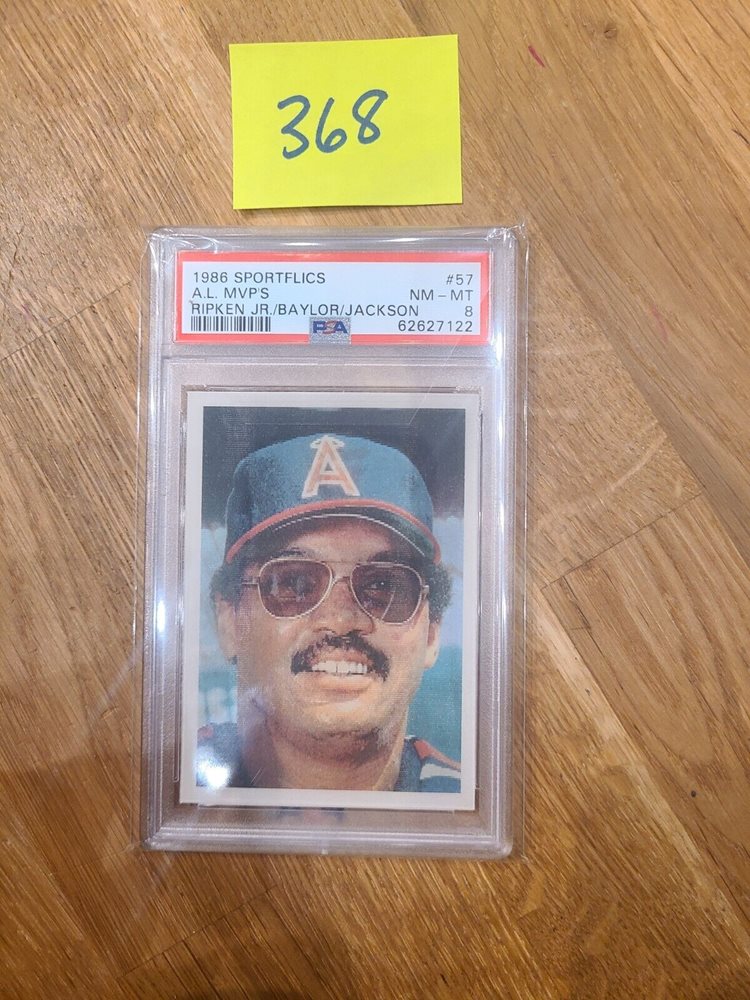 368
1986 SPORTFLICS #57
A.L. MVP'S NM - MT
RIPKEN JR./BAYLOR/JACKSON 8
PSA 62627122
A